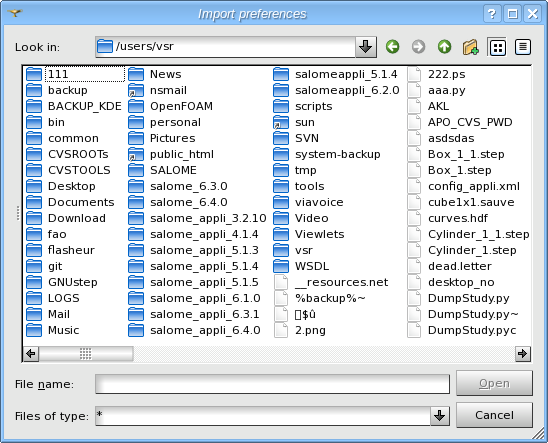 Import preferences
Look in:
/users/vsr
111
backup
BACKUP_KDE
bin
common
CVSROOTs
CVSTOOLS
Desktop
Documents
Download
fao
flasheur
git
GNUstep
LOGS
Mail
Music
News
nsmail
OpenFOAM
personal
Pictures
public_html
SALOME
salome_6.3.0
salome_6.4.0
salome_appli_3.2.10
salome_appli_4.1.4
salome_appli_5.1.3
salome_appli_5.1.4
salome_appli_5.1.5
salome_appli_6.1.0
salome_appli_6.3.1
salome_appli_6.4.0
salomeappli_5.1.4
salomeappli_6.2.0
scripts
sun
SVN
system-backup
tmp
tools
viavoice
Video
Viewlets
vsr
WSDL
__resources.net
%backup%~
▯$û
2.png
222.ps
aaa.py
AKL
APO_CVS_PWD
asdsdas
Box_1_1.step
Box_1.step
config_appli.xml
cube1x1.sauve
curves.hdf
Cylinder_1_1.step
Cylinder_1.step
dead.letter
desktop_no
DumpStudy.py
DumpStudy.py~
DumpStudy.pyc
File name:
Open
Files of type:
*
Cancel